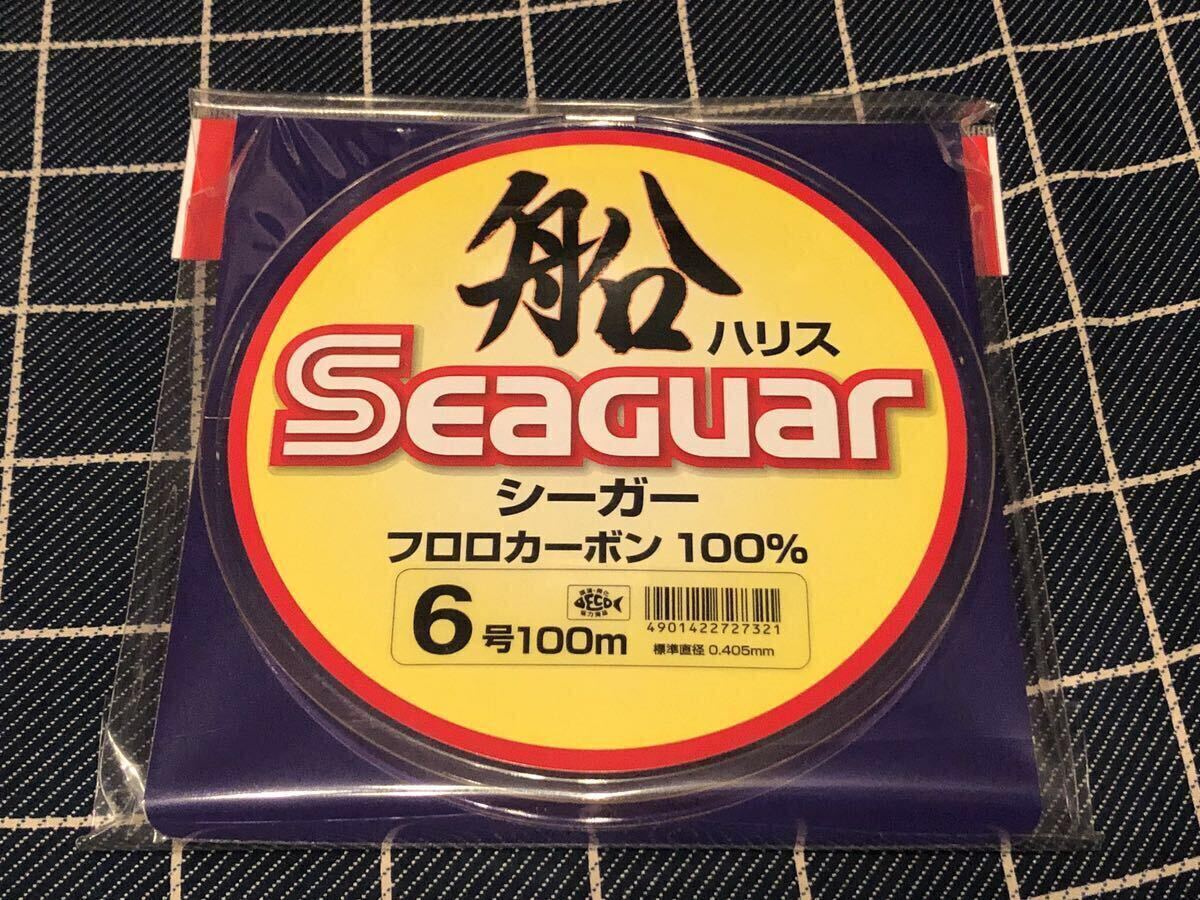 船
ハリス
Seaguar
シーガー
フロロカーボン 100%
6号100m
ECO
4901422727321
標準直径 0.405mm